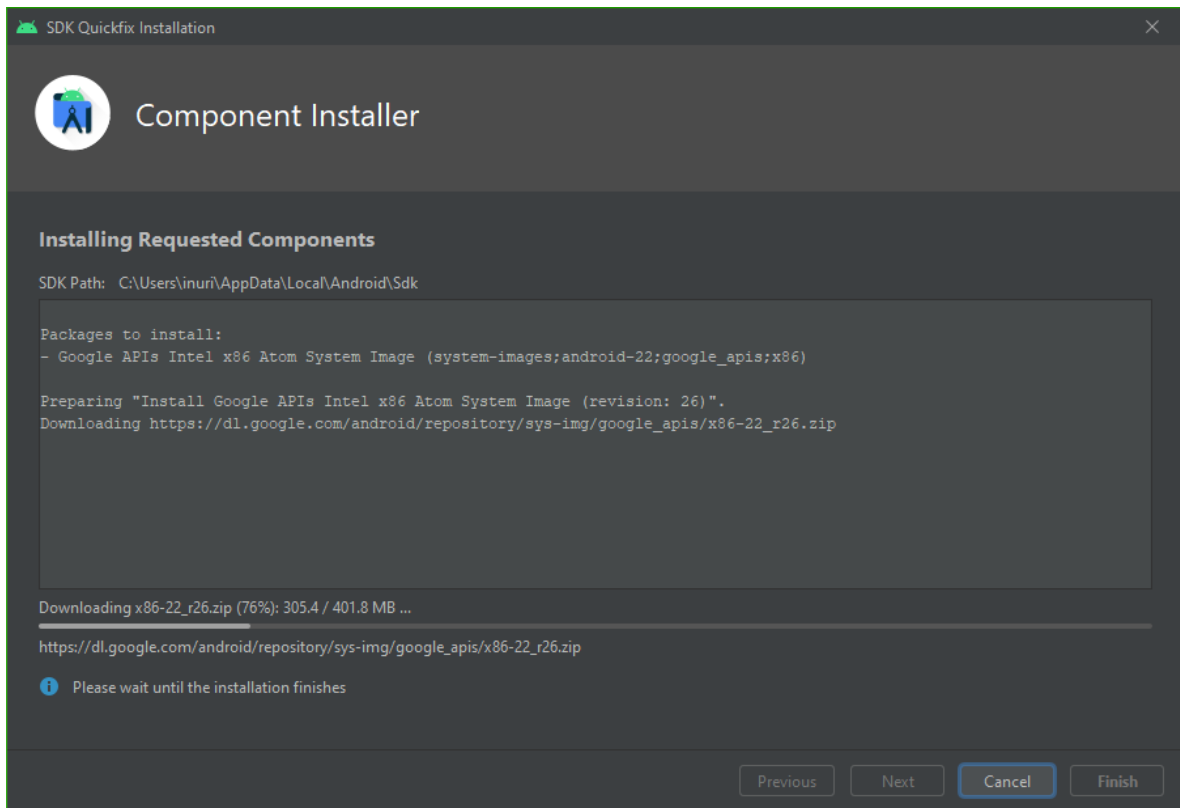 SDK Quickfix Installation
Component Installer
Installing Requested Components
SDK Path: C:\Users\inuri\AppData\Local\Android\Sdk
Packages to install:
- Google APIs Intel x86 Atom System Image (system-images;android-22;google_apis;x86)
Preparing "Install Google APIs Intel x86 Atom System Image (revision: 26)".
Downloading https://dl.google.com/android/repository/sys-img/google_apis/x86-22_r26.zip
Downloading x86-22_r26.zip (76%): 305.4 / 401.8 MB ...
https://dl.google.com/android/repository/sys-img/google_apis/x86-22_r26.zip
Please wait until the installation finishes
Previous Next Cancel Finish